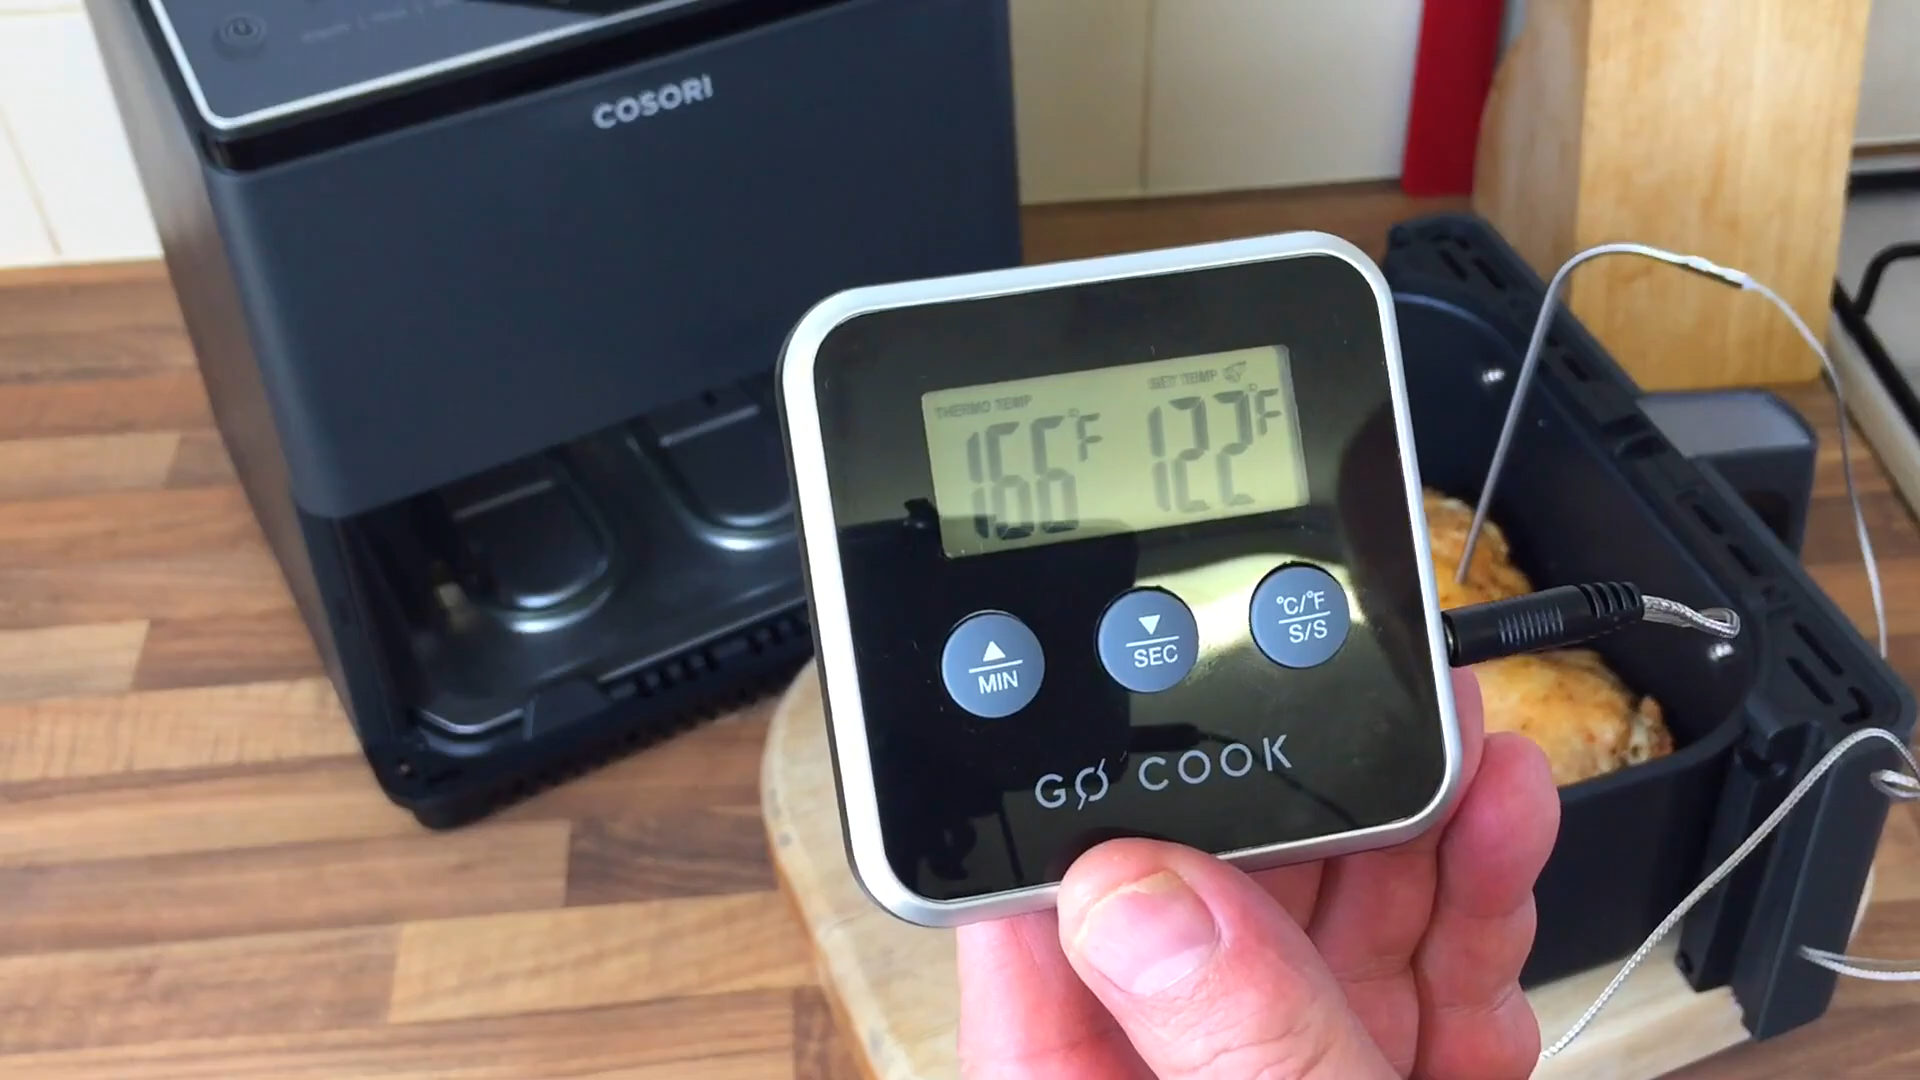 COSORI
THERMO TEMP
SET TEMP
166°F
122°F
▲
MIN
▼
SEC
°C/°F
S/S
GO COOK